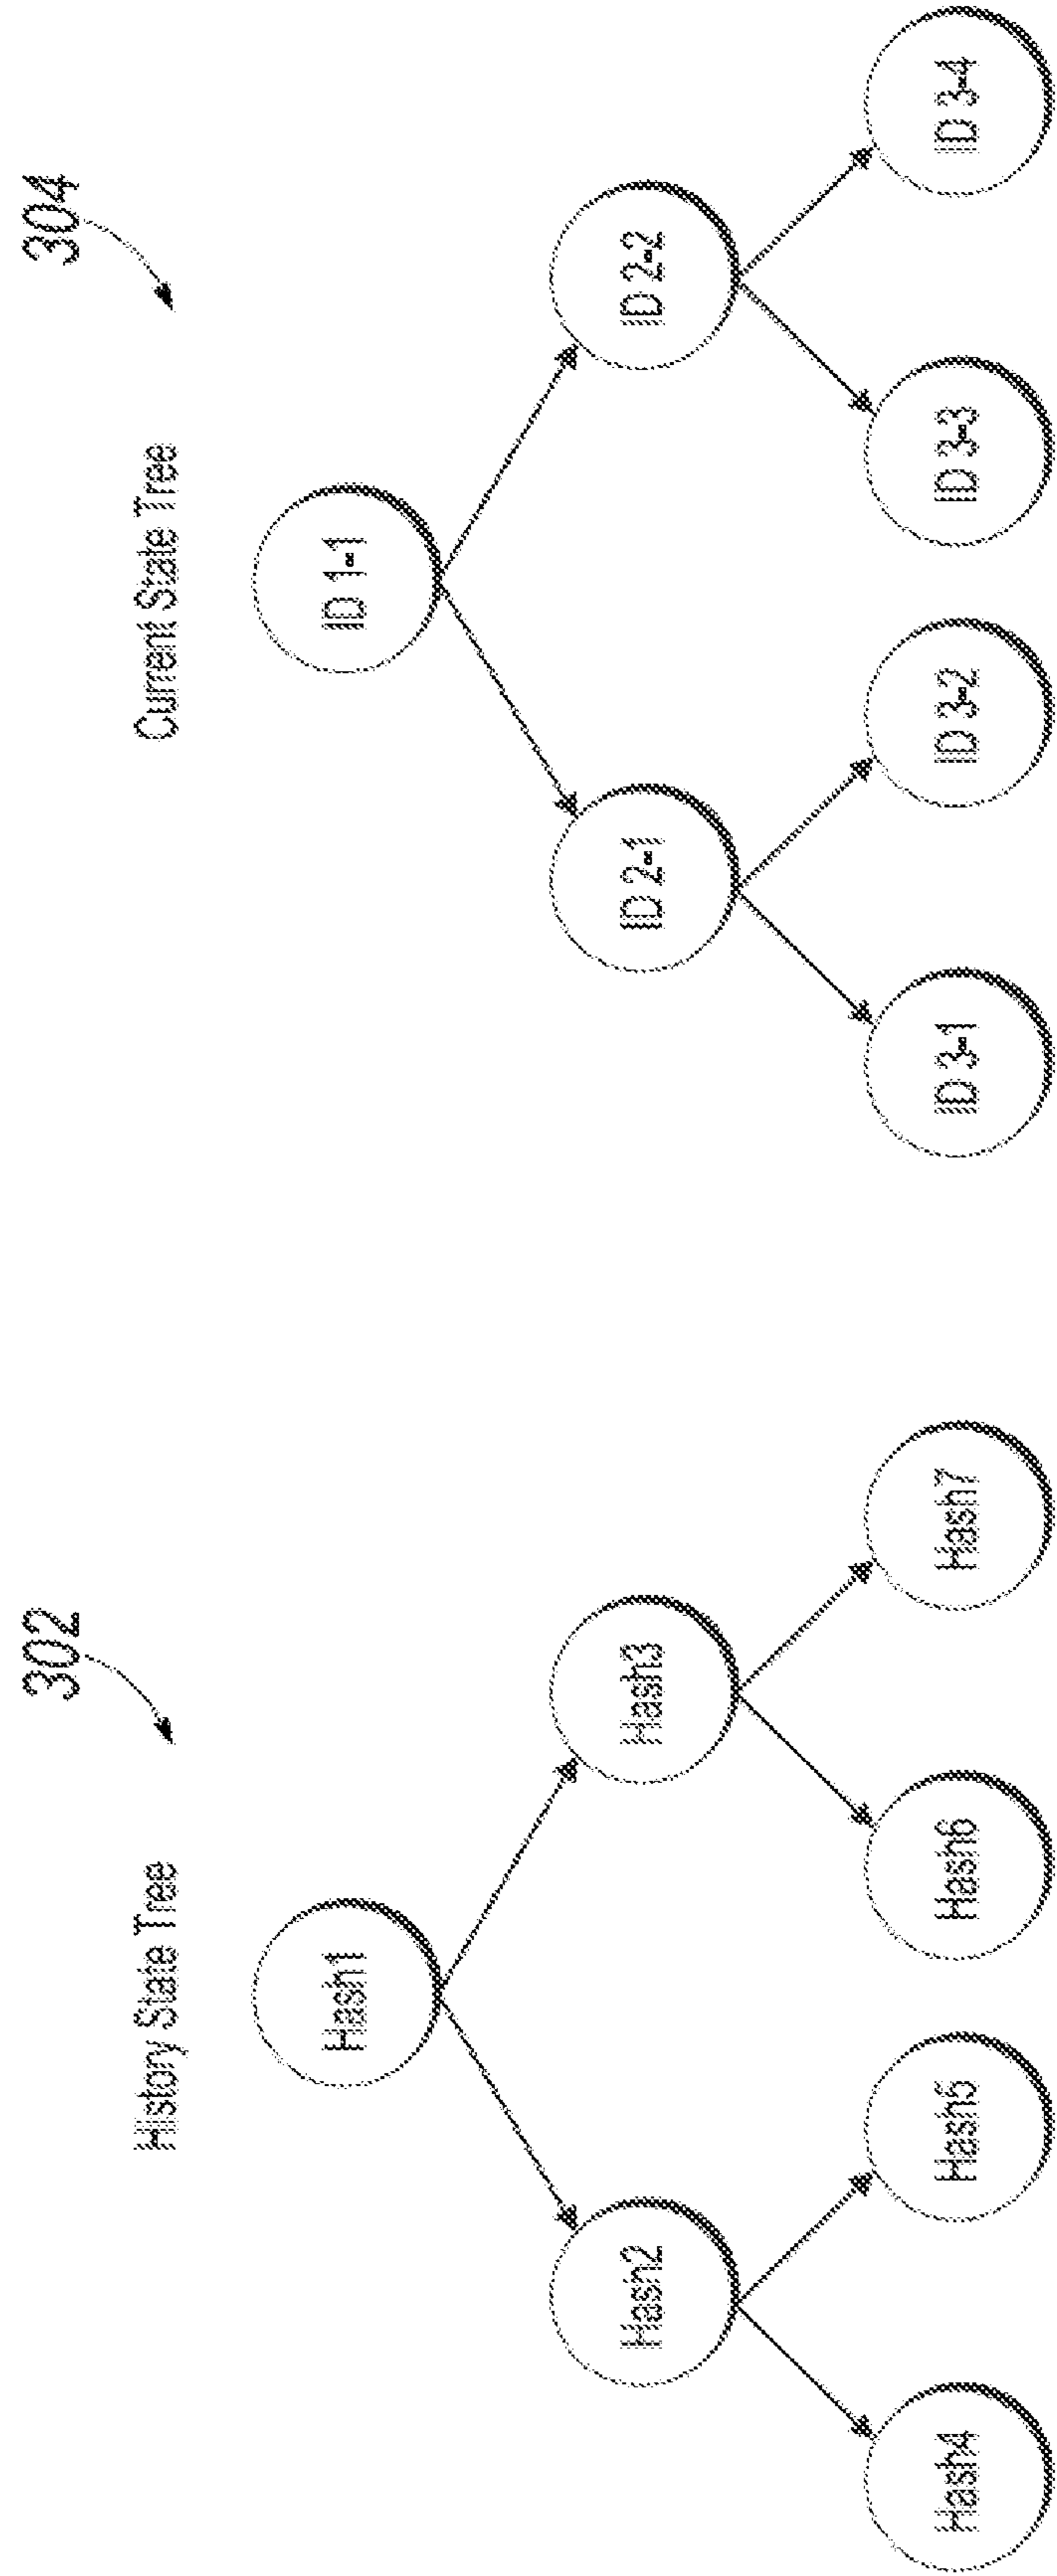 302
History State Tree
Hash1
Hash2
Hash3
Hash4
Hash5
Hash6
Hash7
304
Current State Tree
ID 1-1
ID 2-1
ID 2-2
ID 3-1
ID 3-2
ID 3-3
ID 3-4